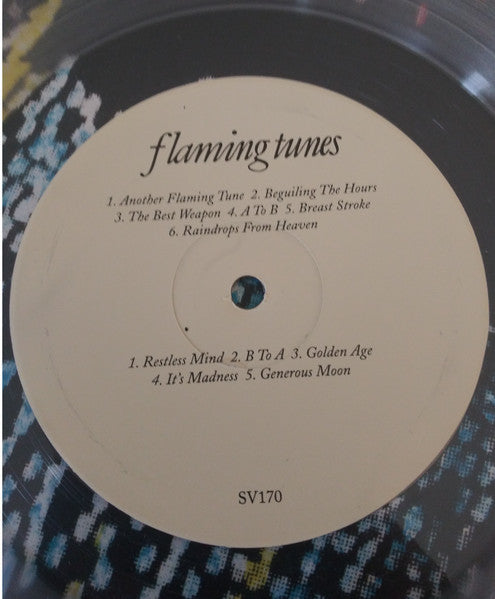 flaming tunes
1. Another Flaming Tune 2. Beguiling The Hours
3. The Best Weapon 4. A To B 5. Breast Stroke
6. Raindrops From Heaven
1. Restless Mind 2. B To A 3. Golden Age
4. It's Madness 5. Generous Moon
SV170